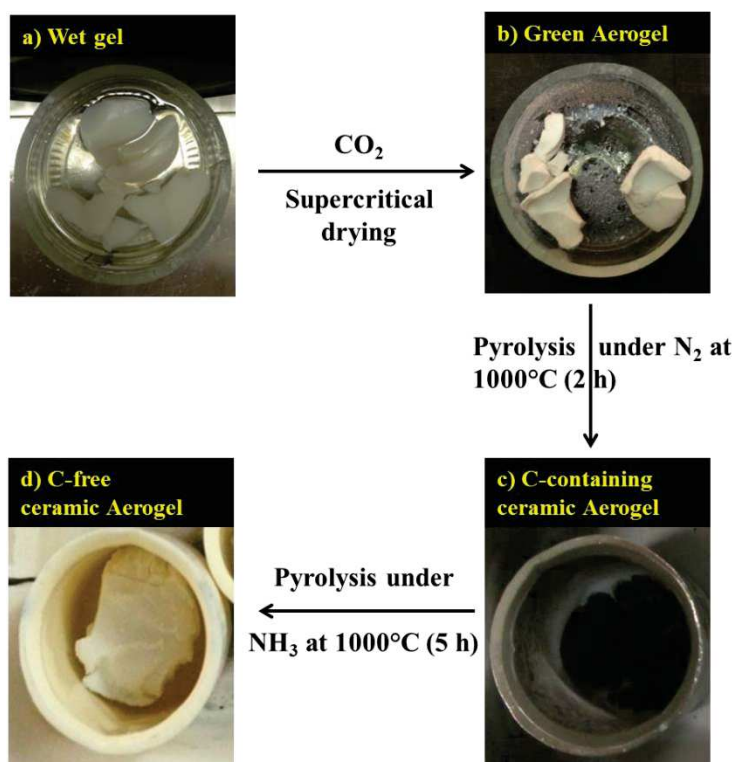 a) Wet gel
CO₂
Supercritical
drying
b) Green Aerogel
Pyrolysis under N₂ at
1000°C (2 h)
c) C-containing
ceramic Aerogel
Pyrolysis under
NH₃ at 1000°C (5 h)
d) C-free
ceramic Aerogel